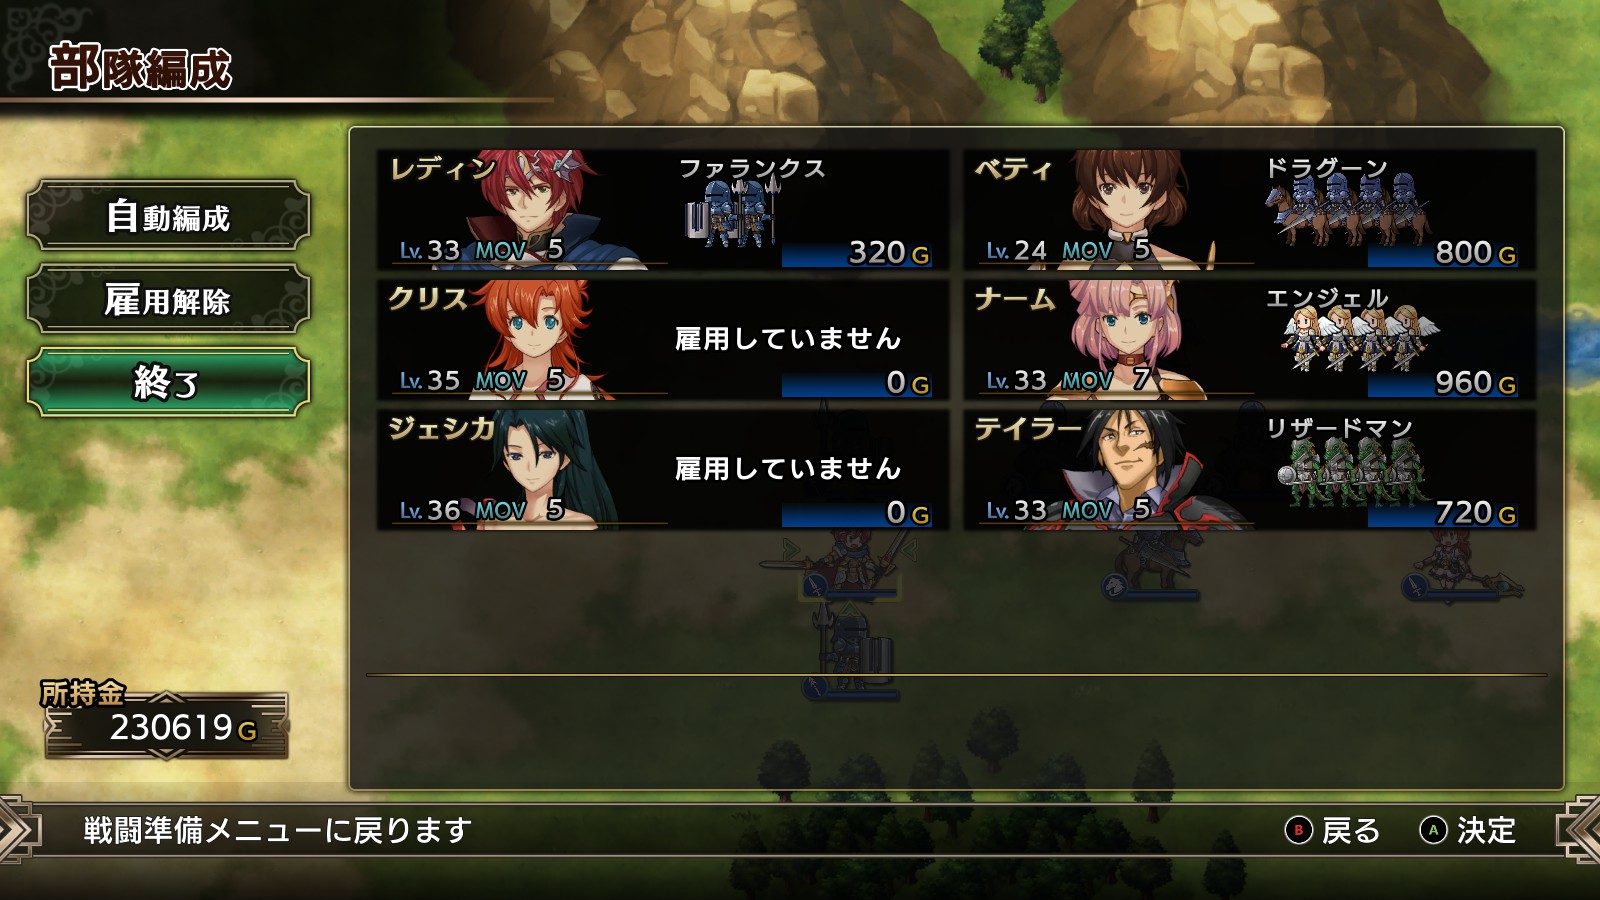 部隊編成
自動編成
雇用解除
終了
所持金
230619 G
レディン
Lv. 33 MOV 5
ファランクス
320 G
ベティ
Lv. 24 MOV 5
ドラグーン
800 G
クリス
Lv. 35 MOV 5
雇用していません
0 G
ナーム
Lv. 33 MOV 7
エンジェル
960 G
ジェシカ
Lv. 36 MOV 5
雇用していません
0 G
テイラー
Lv. 33 MOV 5
リザードマン
720 G
戦闘準備メニューに戻ります
B 戻る A 決定